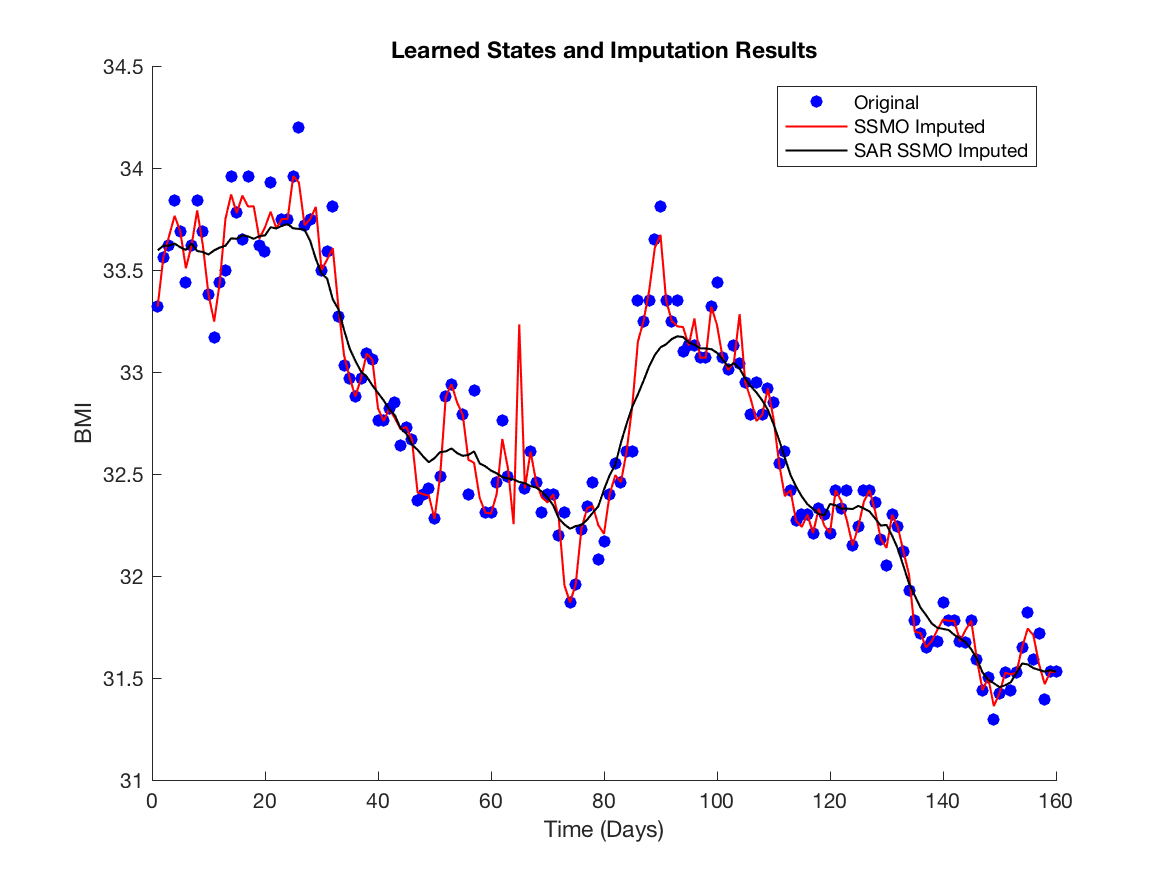 Learned States and Imputation Results
Original
SSMO Imputed
SAR SSMO Imputed
34.5
34
33.5
33
32.5
32
31.5
31
BMI
0 20 40 60 80 100 120 140 160
Time (Days)